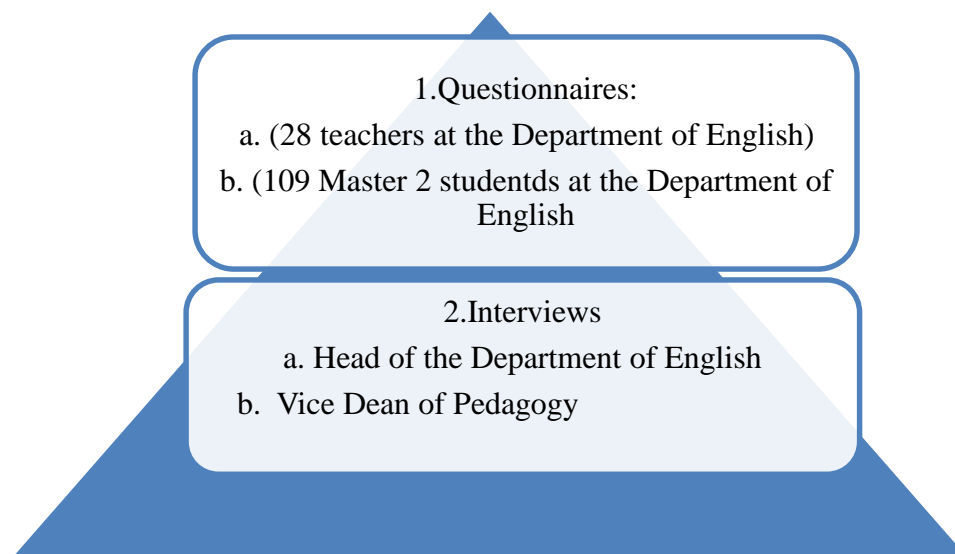 1.Questionnaires:
a. (28 teachers at the Department of English)
b. (109 Master 2 studentds at the Department of
English
2.Interviews
a. Head of the Department of English
b. Vice Dean of Pedagogy